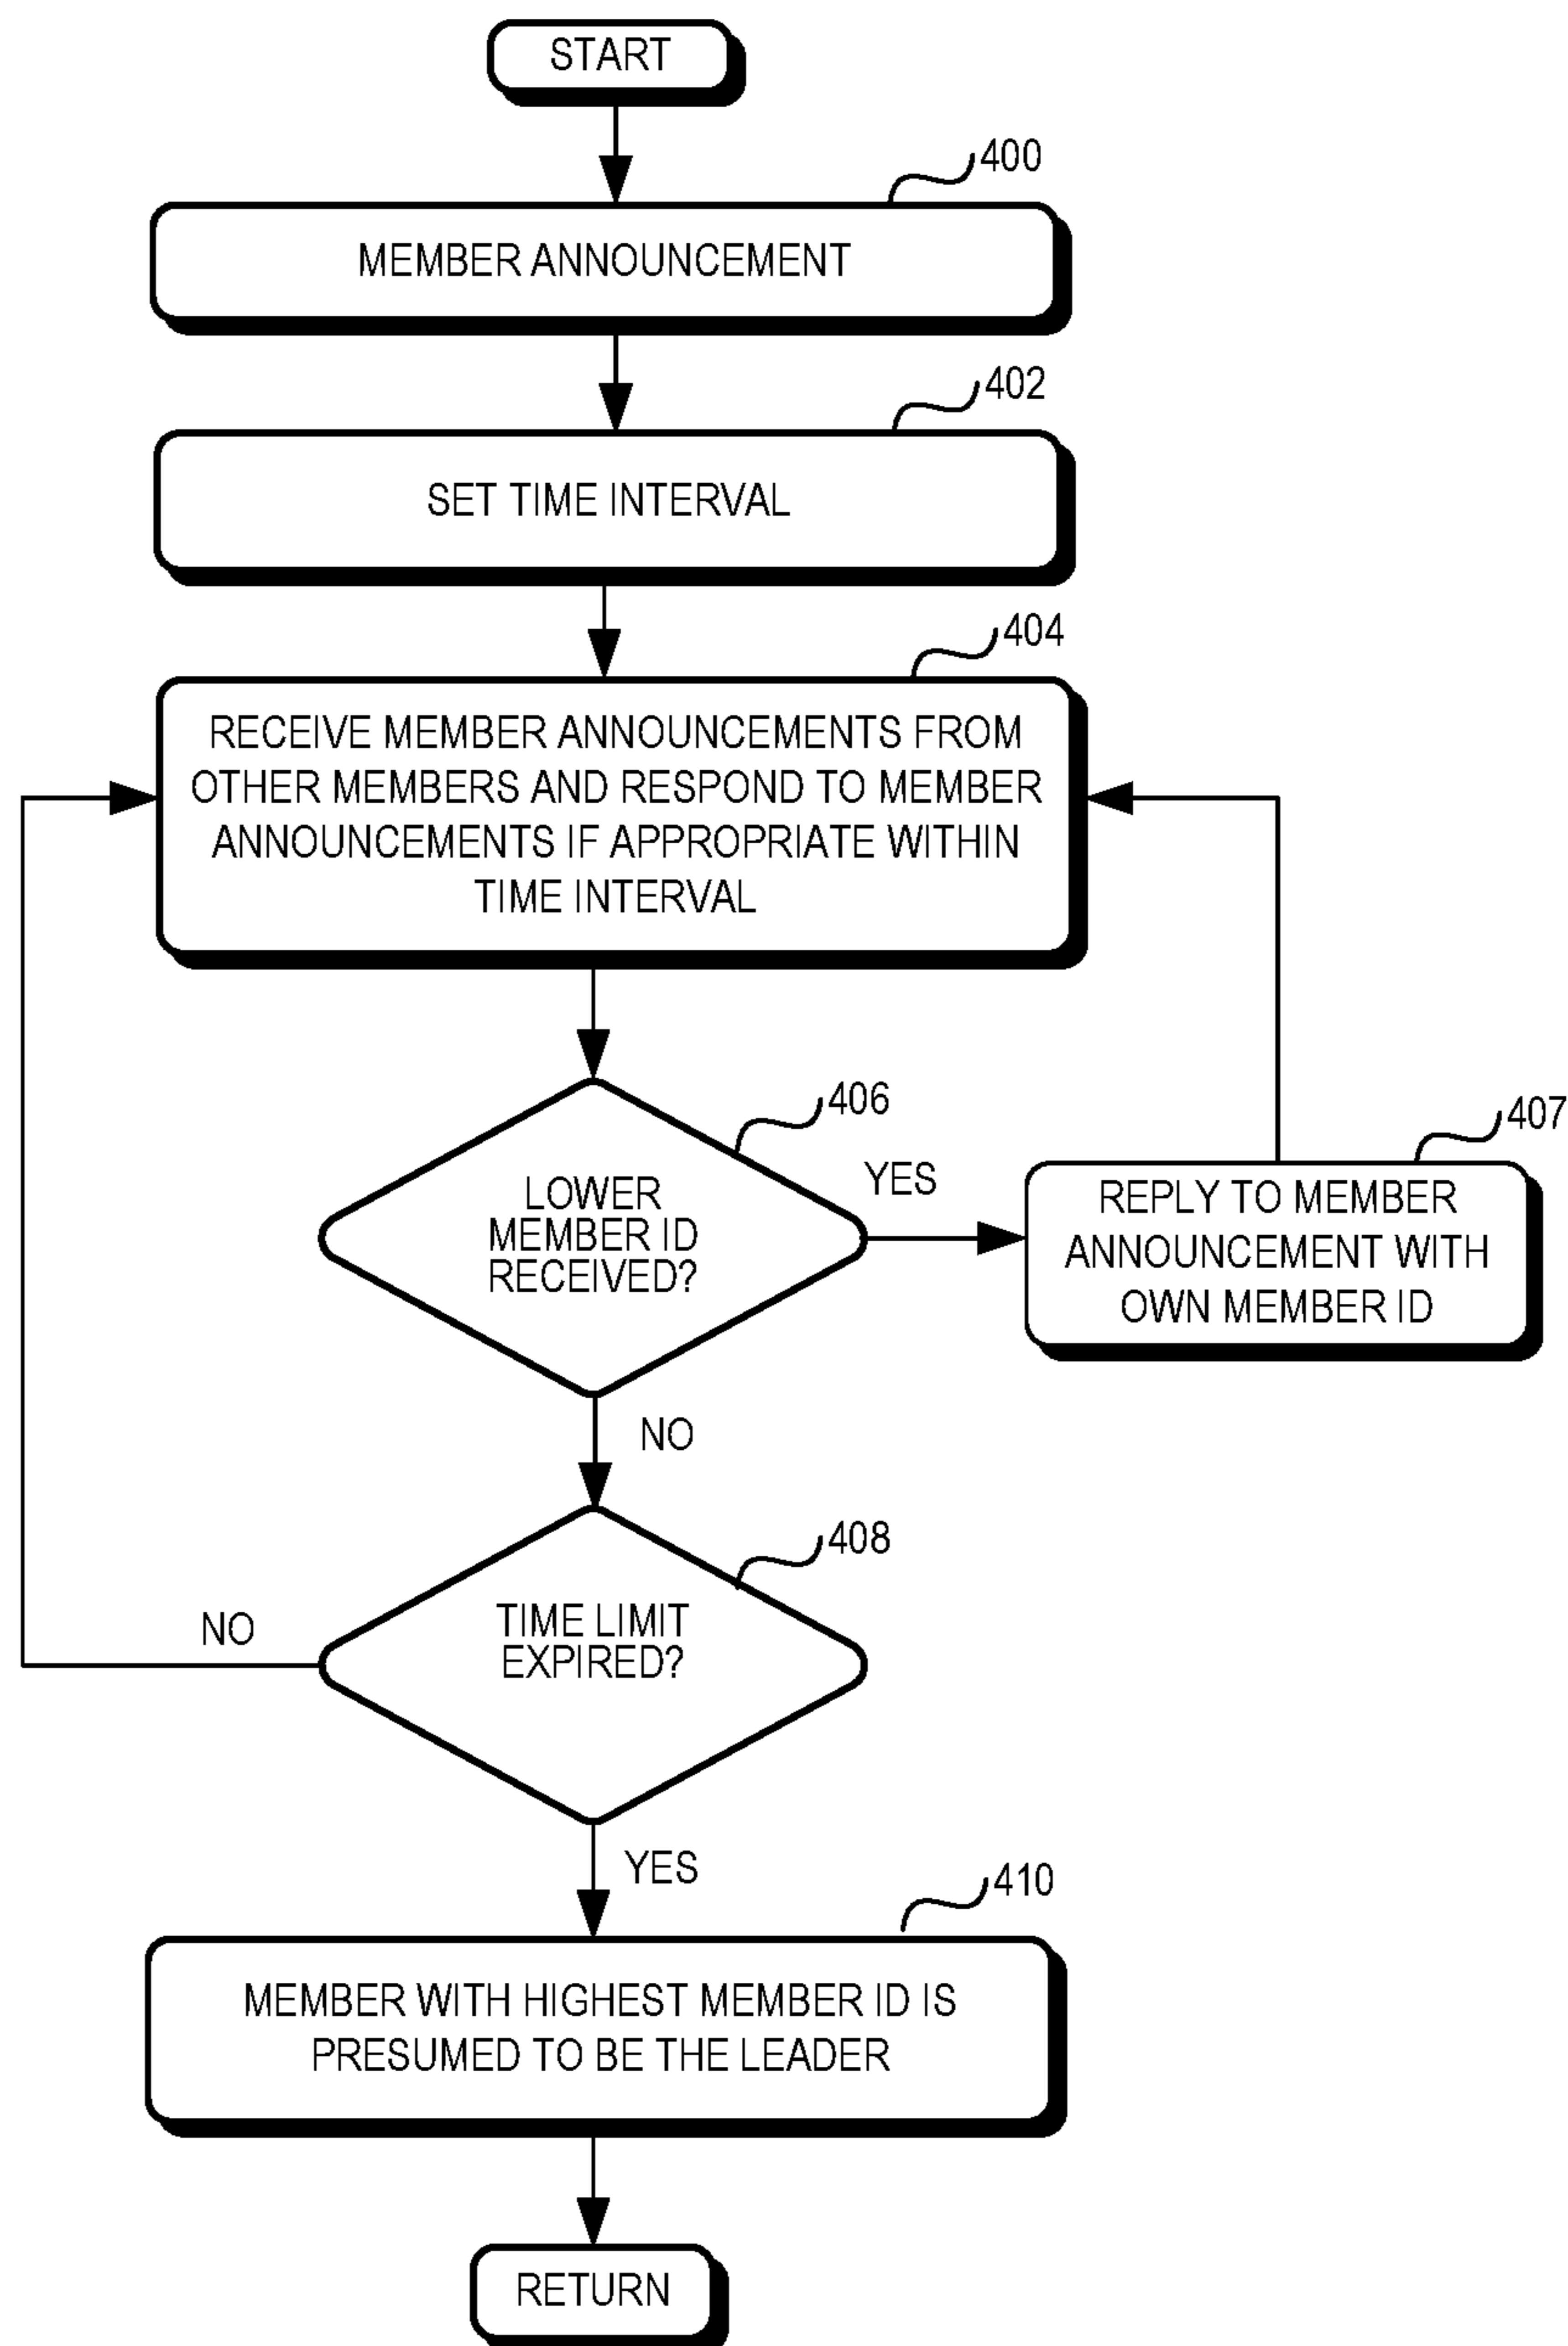 START
400
MEMBER ANNOUNCEMENT
402
SET TIME INTERVAL
404
RECEIVE MEMBER ANNOUNCEMENTS FROM
OTHER MEMBERS AND RESPOND TO MEMBER
ANNOUNCEMENTS IF APPROPRIATE WITHIN
TIME INTERVAL
406
LOWER
MEMBER ID
RECEIVED?
YES
407
REPLY TO MEMBER
ANNOUNCEMENT WITH
OWN MEMBER ID
NO
408
TIME LIMIT
EXPIRED?
NO
YES
410
MEMBER WITH HIGHEST MEMBER ID IS
PRESUMED TO BE THE LEADER
RETURN